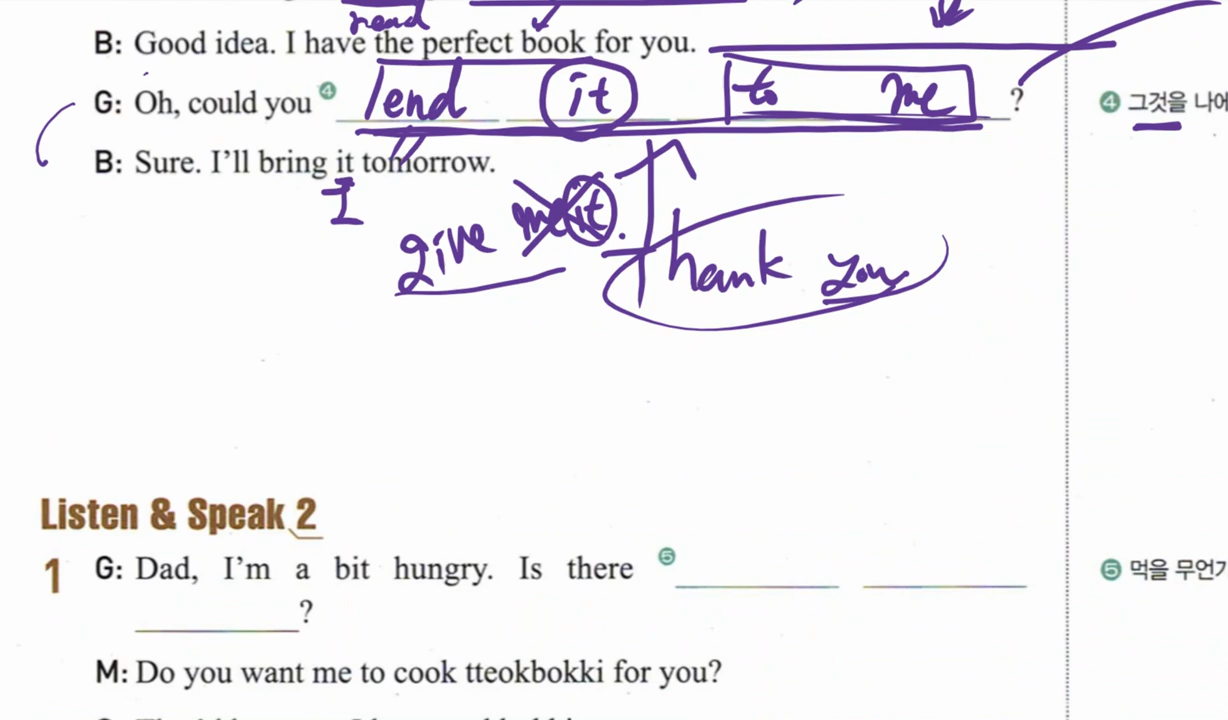 read
B: Good idea. I have the perfect book for you.
G: Oh, could you ④ lend it to me ?
④ 그것을 나에
B: Sure. I'll bring it tomorrow.
I
give me it.
Thank you
Listen & Speak 2
1 G: Dad, I'm a bit hungry. Is there ⑤
⑤ 먹을 무언가
?
M: Do you want me to cook tteokbokki for you?